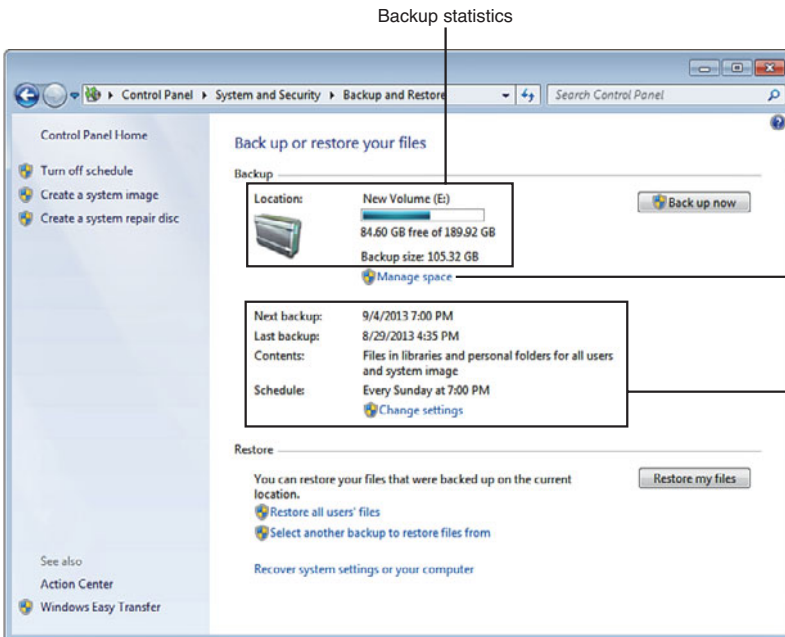 Backup statistics
Control Panel
System and Security
Backup and Restore
Search Control Panel
Control Panel Home
Turn off schedule
Create a system image
Create a system repair disc
Back up or restore your files
Backup
Location:
New Volume (E:)
84.60 GB free of 189.92 GB
Backup size: 105.32 GB
Manage space
Back up now
Next backup: 9/4/2013 7:00 PM
Last backup: 8/29/2013 4:35 PM
Contents: Files in libraries and personal folders for all users
and system image
Schedule: Every Sunday at 7:00 PM
Change settings
Restore
You can restore your files that were backed up on the current
location.
Restore my files
Restore all users' files
Select another backup to restore files from
Recover system settings or your computer
See also
Action Center
Windows Easy Transfer